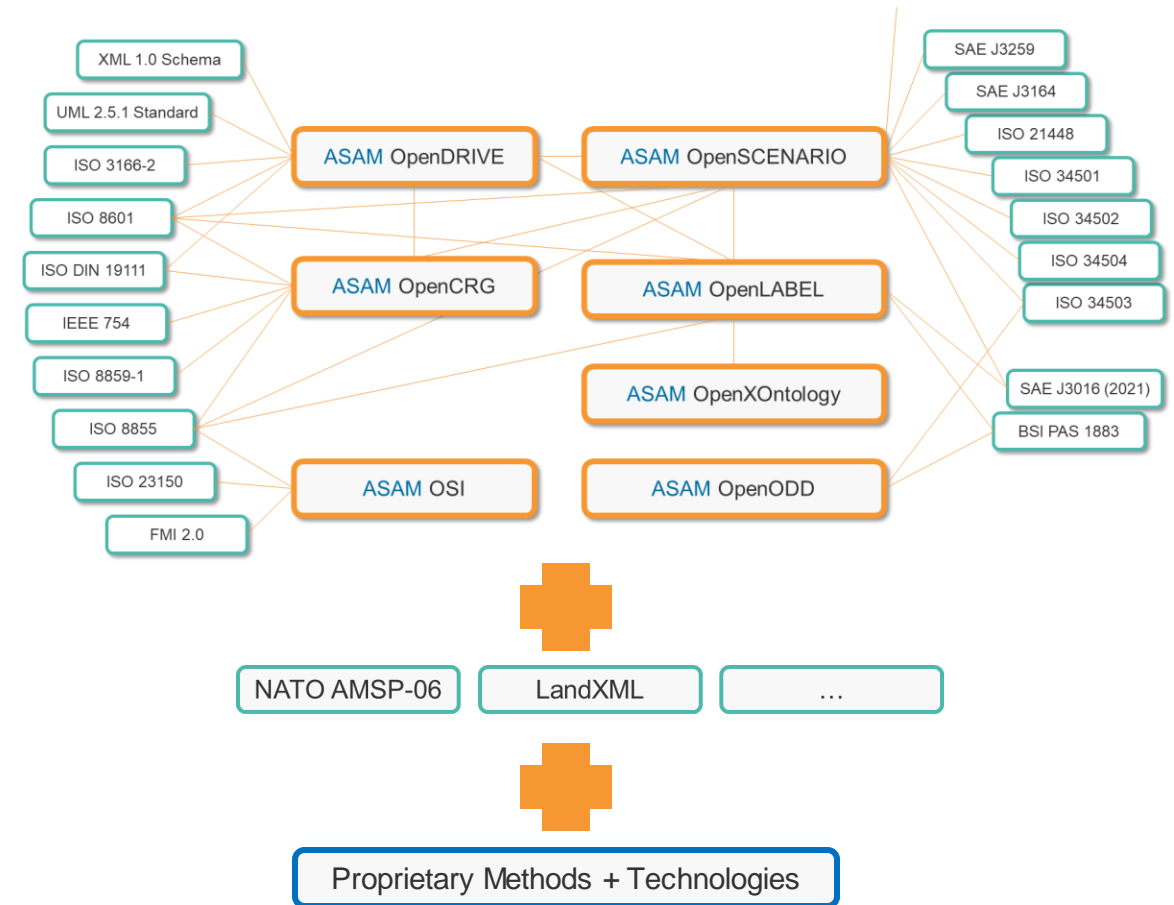 XML 1.0 Schema
UML 2.5.1 Standard
ISO 3166-2
ISO 8601
ISO DIN 19111
IEEE 754
ISO 8859-1
ISO 8855
ISO 23150
FMI 2.0
ASAM OpenDRIVE
ASAM OpenCRG
ASAM OSI
ASAM OpenSCENARIO
ASAM OpenLABEL
ASAM OpenXOntology
ASAM OpenODD
SAE J3259
SAE J3164
ISO 21448
ISO 34501
ISO 34502
ISO 34504
ISO 34503
SAE J3016 (2021)
BSI PAS 1883
NATO AMSP-06
LandXML
…
Proprietary Methods + Technologies